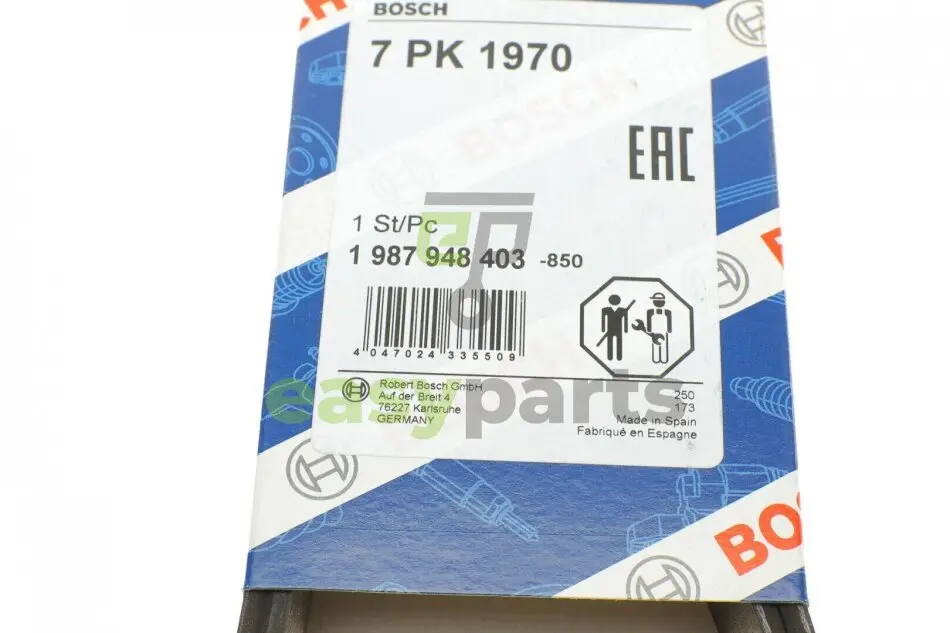 BOSCH
7 PK 1970
BOSCH
EAC
1 St/Pc
1 987 948 403 -850
4 047024 335509
easyparts
Robert Bosch GmbH
Auf der Breit 4
76227 Karlsruhe
GERMANY
250
173
Made in Spain
Fabriqué en Espagne
BOSCH